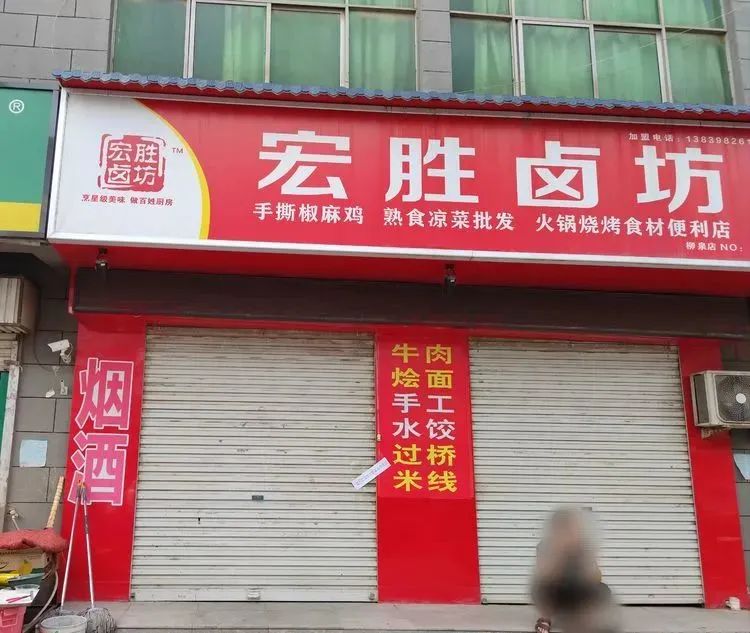 ®
宏胜
卤坊
TM
烹星级美味 做百姓厨房
加盟电话：13839826
宏胜卤坊
手撕椒麻鸡 熟食凉菜批发 火锅烧烤食材便利店
柳泉店 NO:
烟酒
牛肉
烩面
手工
水饺
过桥
米线